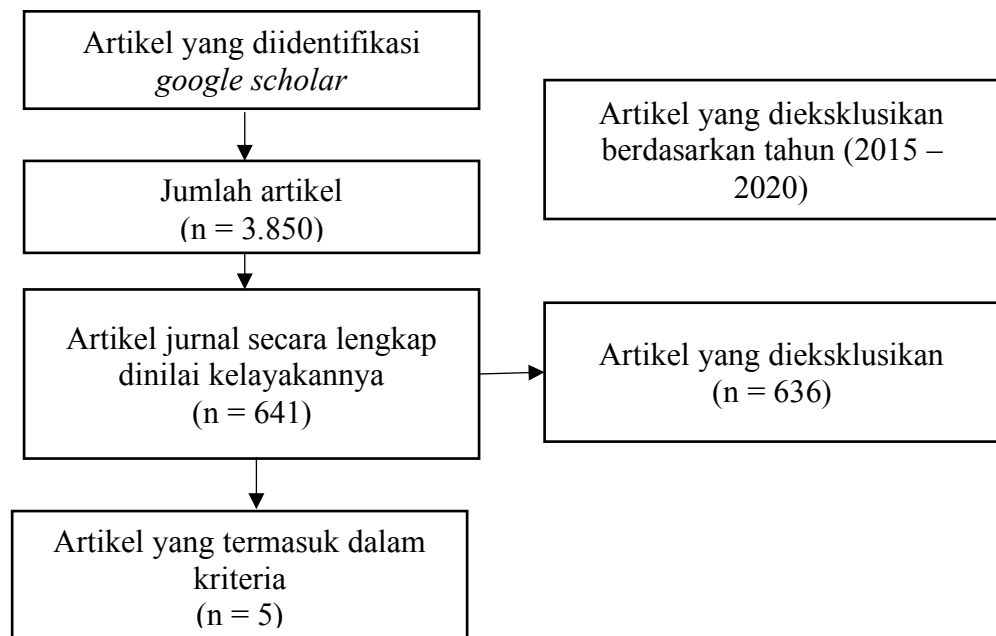 Artikel yang diidentifikasi
google scholar
Artikel yang dieksklusikan
berdasarkan tahun (2015 –
2020)
Jumlah artikel
(n = 3.850)
Artikel jurnal secara lengkap
dinilai kelayakannya
(n = 641)
Artikel yang dieksklusikan
(n = 636)
Artikel yang termasuk dalam
kriteria
(n = 5)